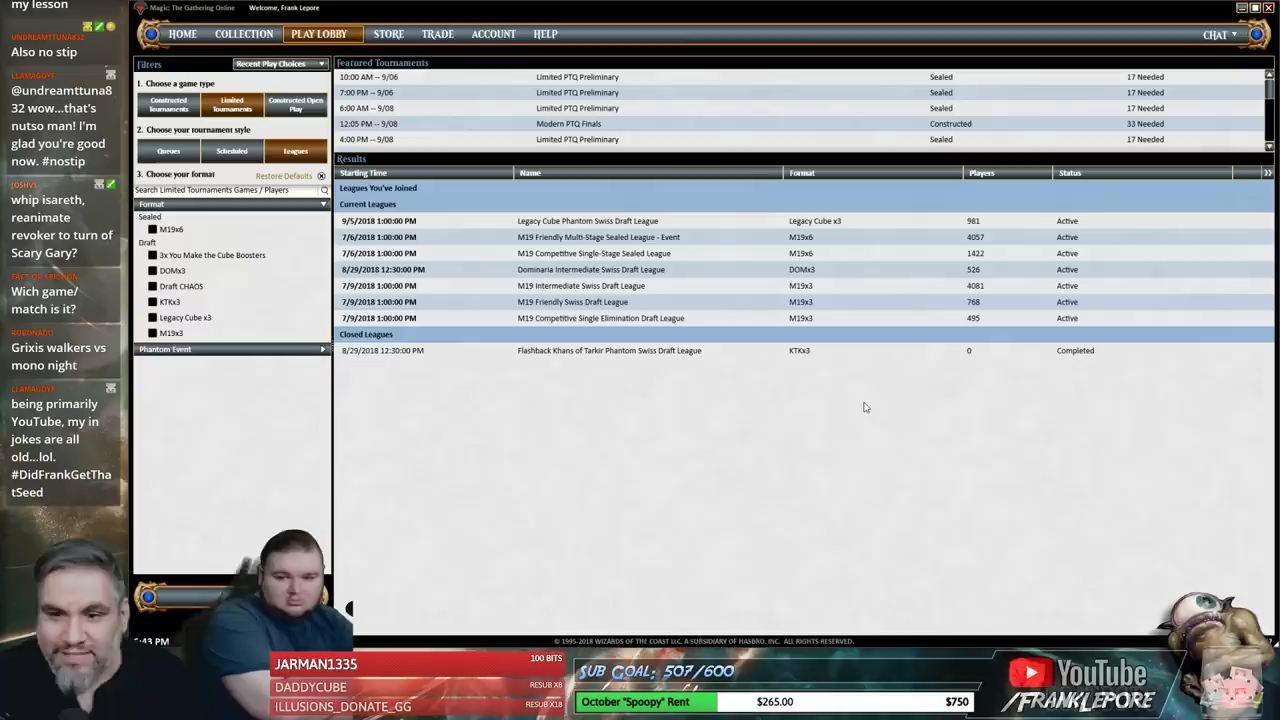 my lesson
UNDREAMTTUNA832
Also no stip
LLAMAGOYF
@undreamttuna8
32 wow...that's
nutso man! I'm
glad you're good
now. #nostip
JOSHVL
whip isareth,
reanimate
revoker to turn of
Scary Gary?
FACT_OR_FRICTION
Wich game/
match is it?
ROBONADO
Grixis walkers vs
mono night
LLAMAGOYF
being primarily
YouTube, my in
jokes are all
old...lol.
#DidFrankGetTha
tSeed
Magic: The Gathering Online
Welcome, Frank Lepore
HOME
COLLECTION
PLAY LOBBY
STORE
TRADE
ACCOUNT
HELP
CHAT
Filters
Recent Play Choices
1. Choose a game type
Constructed
Tournaments
Limited
Tournaments
Constructed Open
Play
2. Choose your tournament style
Queues
Scheduled
Leagues
3. Choose your format
Restore Defaults
Search Limited Tournaments Games / Players
Format
Sealed
M19x6
Draft
3x You Make the Cube Boosters
DOMx3
Draft CHAOS
KTKx3
Legacy Cube x3
M19x3
Phantom Event
Featured Tournaments
10:00 AM -- 9/06 Limited PTQ Preliminary Sealed 17 Needed
7:00 PM -- 9/06 Limited PTQ Preliminary Sealed 17 Needed
6:00 AM -- 9/08 Limited PTQ Preliminary Sealed 17 Needed
12:05 PM -- 9/08 Modern PTQ Finals Constructed 33 Needed
4:00 PM -- 9/08 Limited PTQ Preliminary Sealed 17 Needed
Results
Starting Time Name Format Players Status
Leagues You've Joined
Current Leagues
9/5/2018 1:00:00 PM Legacy Cube Phantom Swiss Draft League Legacy Cube x3 981 Active
7/6/2018 1:00:00 PM M19 Friendly Multi-Stage Sealed League - Event M19x6 4057 Active
7/6/2018 1:00:00 PM M19 Competitive Single-Stage Sealed League M19x6 1422 Active
8/29/2018 12:30:00 PM Dominaria Intermediate Swiss Draft League DOMx3 526 Active
7/9/2018 1:00:00 PM M19 Intermediate Swiss Draft League M19x3 4081 Active
7/9/2018 1:00:00 PM M19 Friendly Swiss Draft League M19x3 768 Active
7/9/2018 1:00:00 PM M19 Competitive Single Elimination Draft League M19x3 495 Active
Closed Leagues
8/29/2018 12:30:00 PM Flashback Khans of Tarkir Phantom Swiss Draft League KTKx3 0 Completed
:43 PM
© 1995-2018 WIZARDS OF THE COAST LLC. A SUBSIDIARY OF HASBRO, INC. ALL RIGHTS RESERVED.
JARMAN1335 100 BITS
DADDYCUBE RESUB X8
ILLUSIONS_DONATE_GG RESUB X18
SUB GOAL: 507/600
October "Spoopy" Rent $265.00 $750
YouTube
/FRANKLEPORE